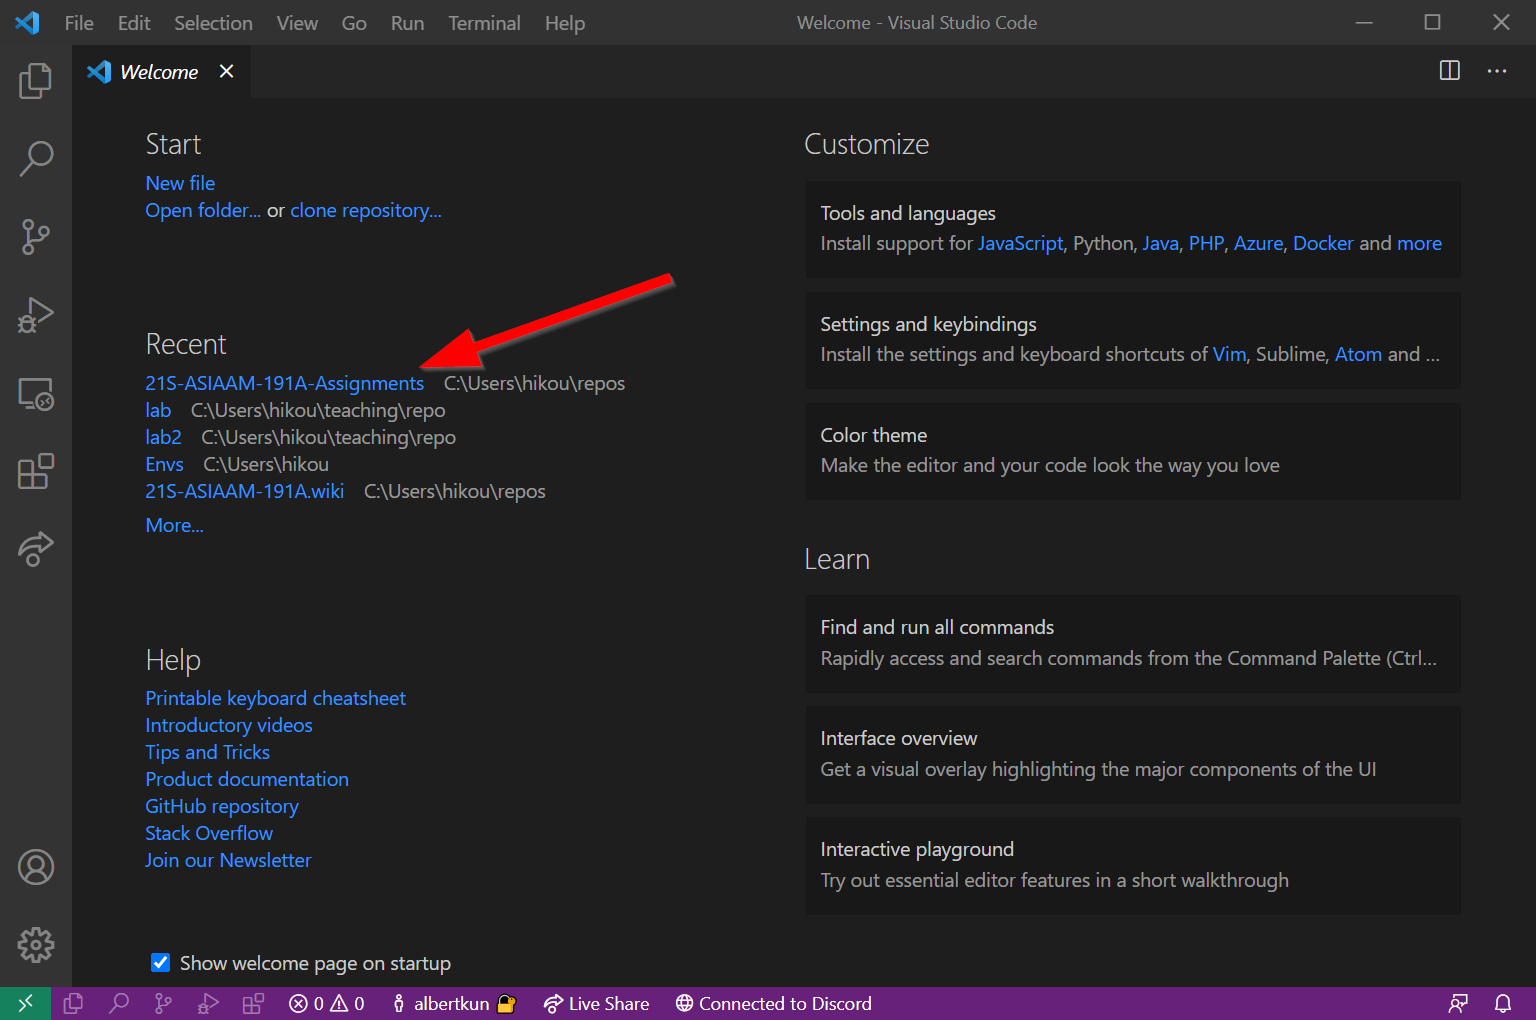 File Edit Selection View Go Run Terminal Help Welcome - Visual Studio Code
Welcome
Start
New file
Open folder... or clone repository...
Recent
21S-ASIAAM-191A-Assignments C:\Users\hikou\repos
lab C:\Users\hikou\teaching\repo
lab2 C:\Users\hikou\teaching\repo
Envs C:\Users\hikou
21S-ASIAAM-191A.wiki C:\Users\hikou\repos
More...
Help
Printable keyboard cheatsheet
Introductory videos
Tips and Tricks
Product documentation
GitHub repository
Stack Overflow
Join our Newsletter
Show welcome page on startup
Customize
Tools and languages
Install support for JavaScript, Python, Java, PHP, Azure, Docker and more
Settings and keybindings
Install the settings and keyboard shortcuts of Vim, Sublime, Atom and ...
Color theme
Make the editor and your code look the way you love
Learn
Find and run all commands
Rapidly access and search commands from the Command Palette (Ctrl...
Interface overview
Get a visual overlay highlighting the major components of the UI
Interactive playground
Try out essential editor features in a short walkthrough
0 0 albertkun Live Share Connected to Discord